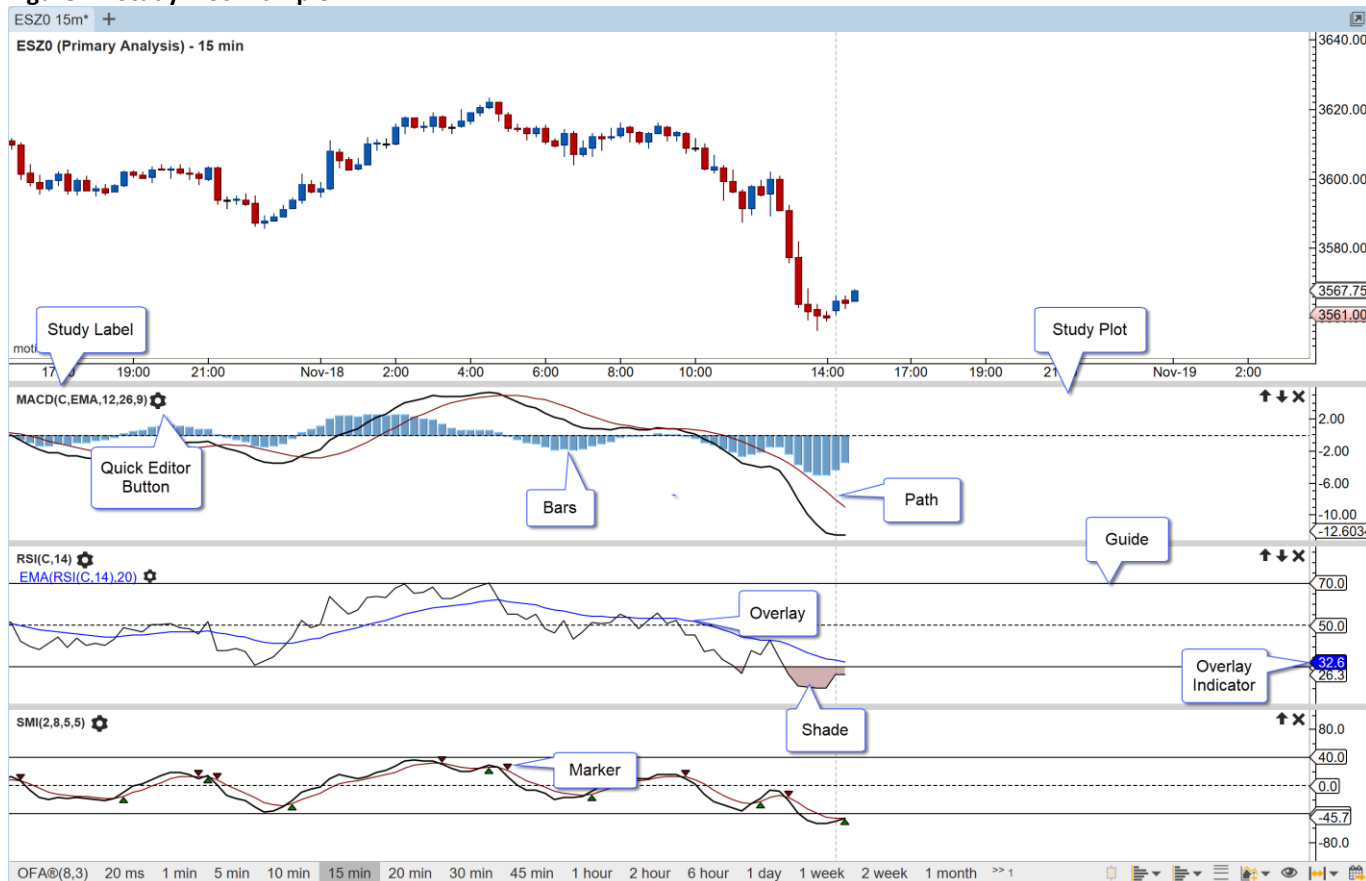 ESZ0 15m* +
ESZ0 (Primary Analysis) - 15 min
3640.00
3620.00
3600.00
3580.00
3567.75
3561.00
Study Label
Study Plot
19:00 21:00 Nov-18 2:00 4:00 6:00 8:00 10:00 14:00 17:00 19:00 Nov-19 2:00
MACD(C,EMA,12,26,9)
2.00
-2.00
-6.00
-10.00
-12.6034
Quick Editor
Button
Bars
Path
Guide
RSI(C,14)
EMA(RSI(C,14),20)
70.0
50.0
32.6
26.3
Overlay
Overlay
Indicator
Shade
SMI(2,8,5,5)
80.0
40.0
0.0
-45.7
-80.0
Marker
OFA®(8,3) 20 ms 1 min 5 min 10 min 15 min 20 min 30 min 45 min 1 hour 2 hour 6 hour 1 day 1 week 2 week 1 month >> 1